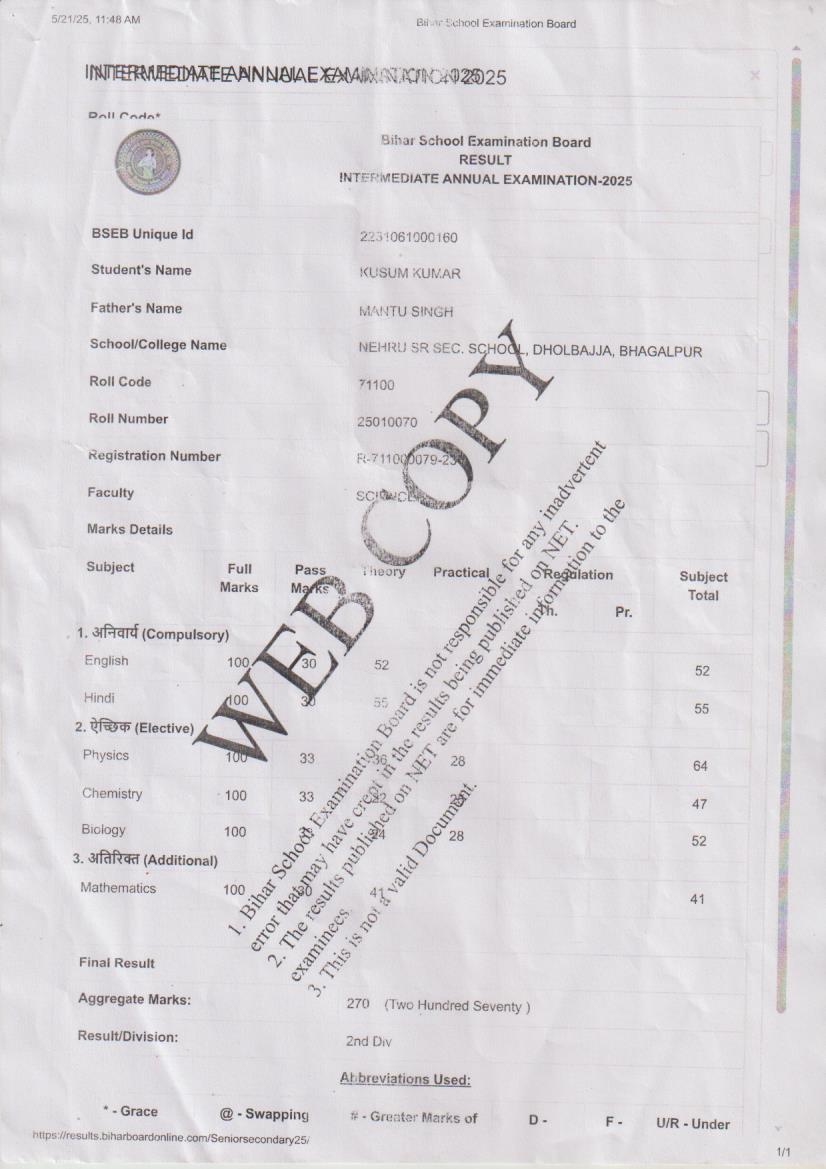 5/21/25, 11:48 AM Bihar School Examination Board
INTERMEDIATE ANNUAL EXAMINATION-2025
Roll Code*
Bihar School Examination Board
RESULT
INTERMEDIATE ANNUAL EXAMINATION-2025
BSEB Unique Id 2231061000160
Student's Name KUSUM KUMAR
Father's Name MANTU SINGH
School/College Name NEHRU SR SEC. SCHOOL, DHOLBAJJA, BHAGALPUR
Roll Code 71100
Roll Number 25010070
Registration Number
Faculty SCIENCE
Marks Details
Subject Full Marks Pass Marks Theory Practical Regulation Th. Pr. Subject Total
1. अनिवार्य (Compulsory)
English 100 30 52 52
Hindi 100 30 55 55
2. ऐच्छिक (Elective)
Physics 100 33 36 28 64
Chemistry 100 33 47
Biology 100 24 28 52
3. अतिरिक्त (Additional)
Mathematics 100 30 41
Final Result
Aggregate Marks: 270 (Two Hundred Seventy )
Result/Division: 2nd Div
Abbreviations Used:
* - Grace @ - Swapping # - Greater Marks of D - F - U/R - Under
https://results.biharboardonline.com/Seniorsecondary25/ 1/1
WEB COPY
1. Bihar School Examination Board is not responsible for any inadvertent
error that may have crept in the results being published on NET.
2. The results published on NET are for immediate information to the
examinees.
3. This is not a valid Document.